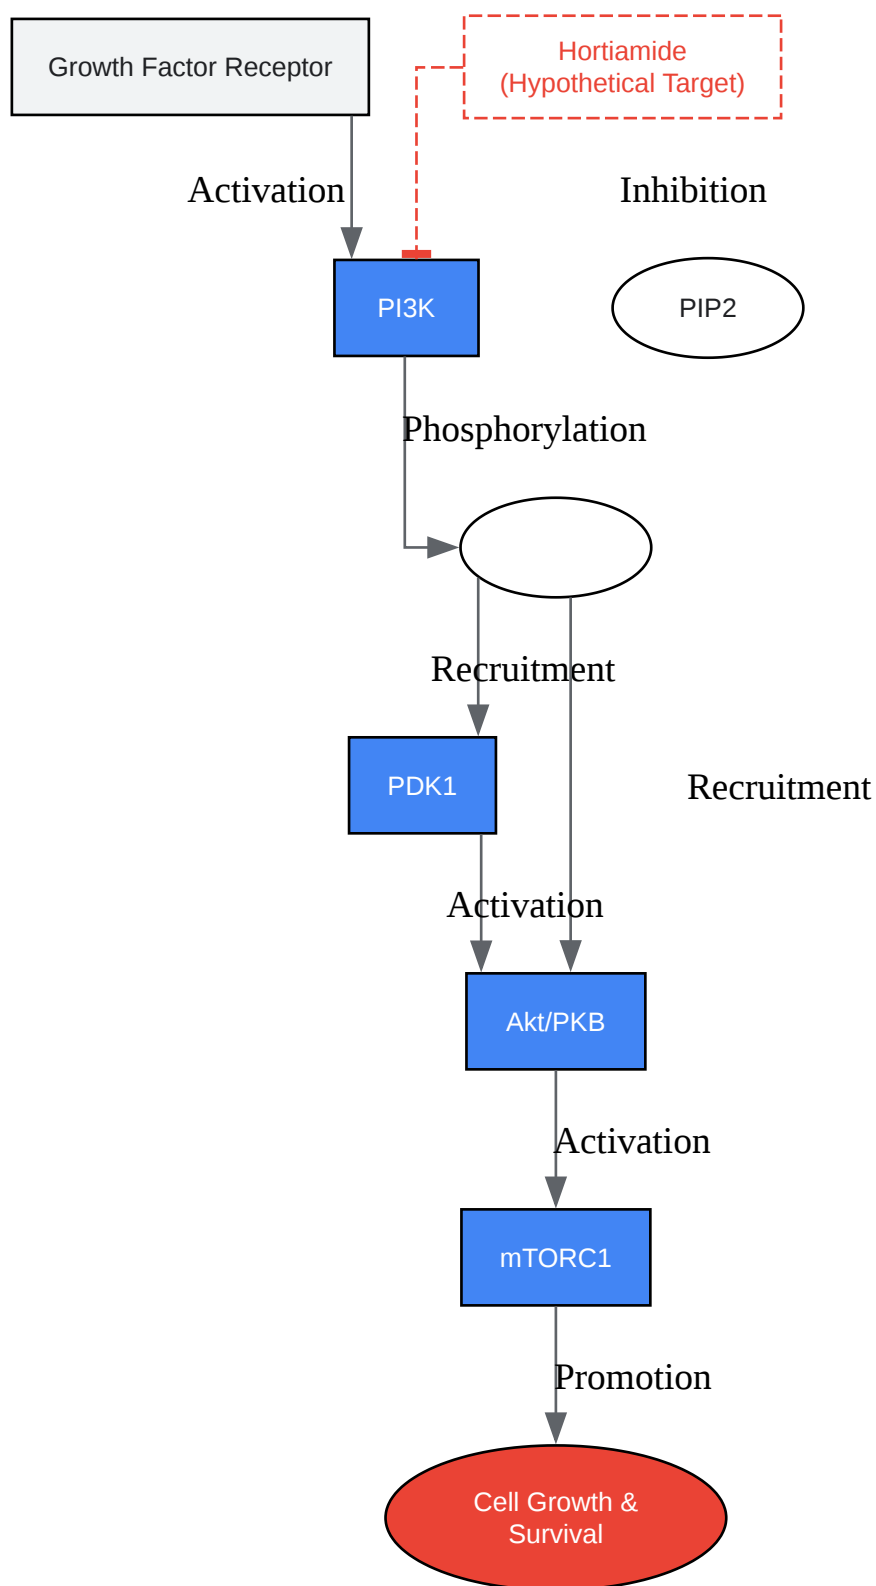 Growth Factor Receptor
Hortiamide
(Hypothetical Target)
Activation
Inhibition
PI3K
PIP2
Phosphorylation
Recruitment
PDK1
Recruitment
Activation
Akt/PKB
Activation
mTORC1
Promotion
Cell Growth &
Survival